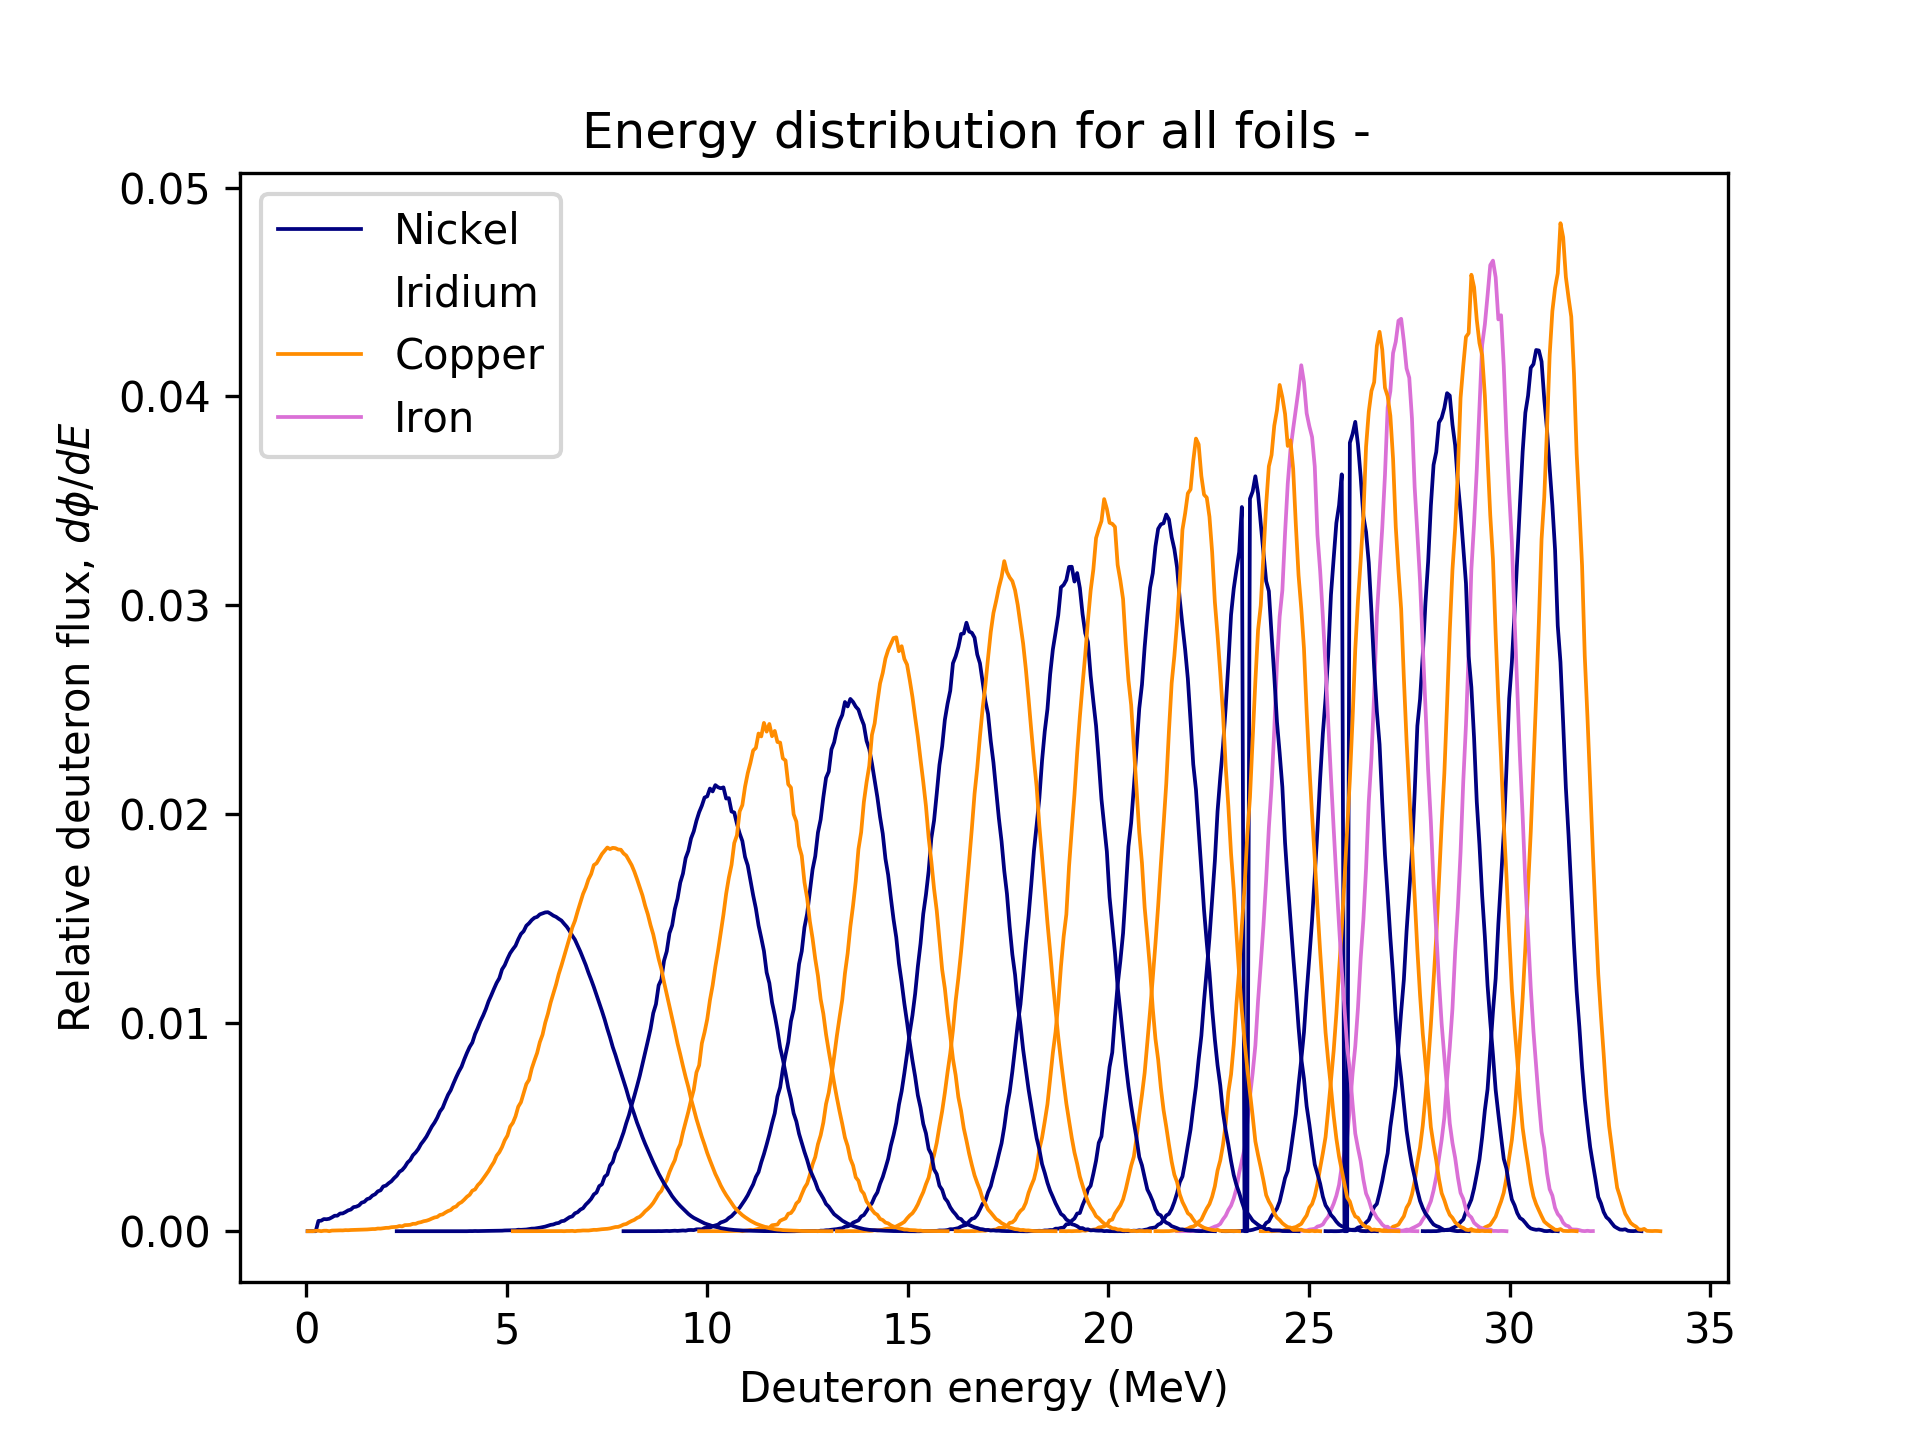 Energy distribution for all foils -
Nickel
Iridium
Copper
Iron
0.05
0.04
0.03
0.02
0.01
0.00
Relative deuteron flux, dϕ/dE
0 5 10 15 20 25 30 35
Deuteron energy (MeV)